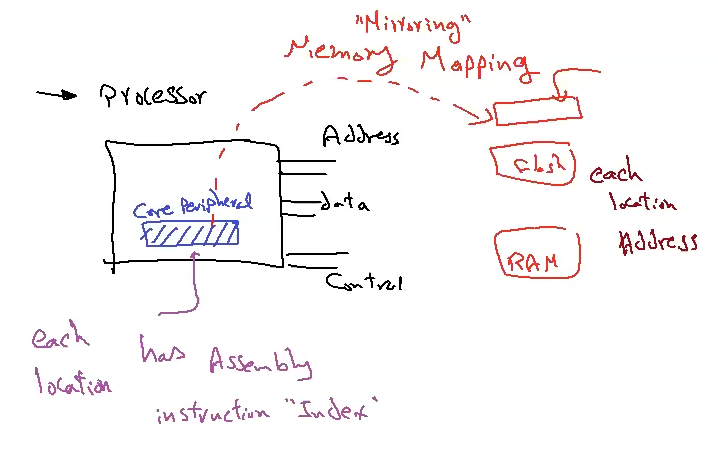 "Mirroring"
Memory Mapping
Processor
Address
Core Peripheral
data
Control
Flash
RAM
each
location
Address
each has Assembly
location
instruction "Index"